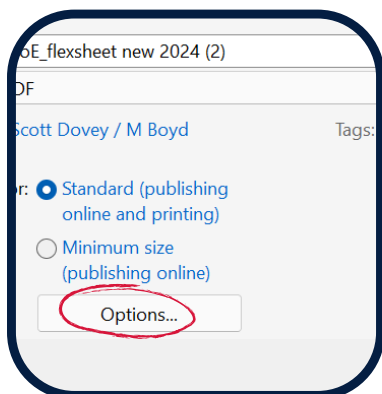 oE_flexsheet new 2024 (2)
DF
Scott Dovey / M Boyd Tags:
r: Standard (publishing
online and printing)
Minimum size
(publishing online)
Options...